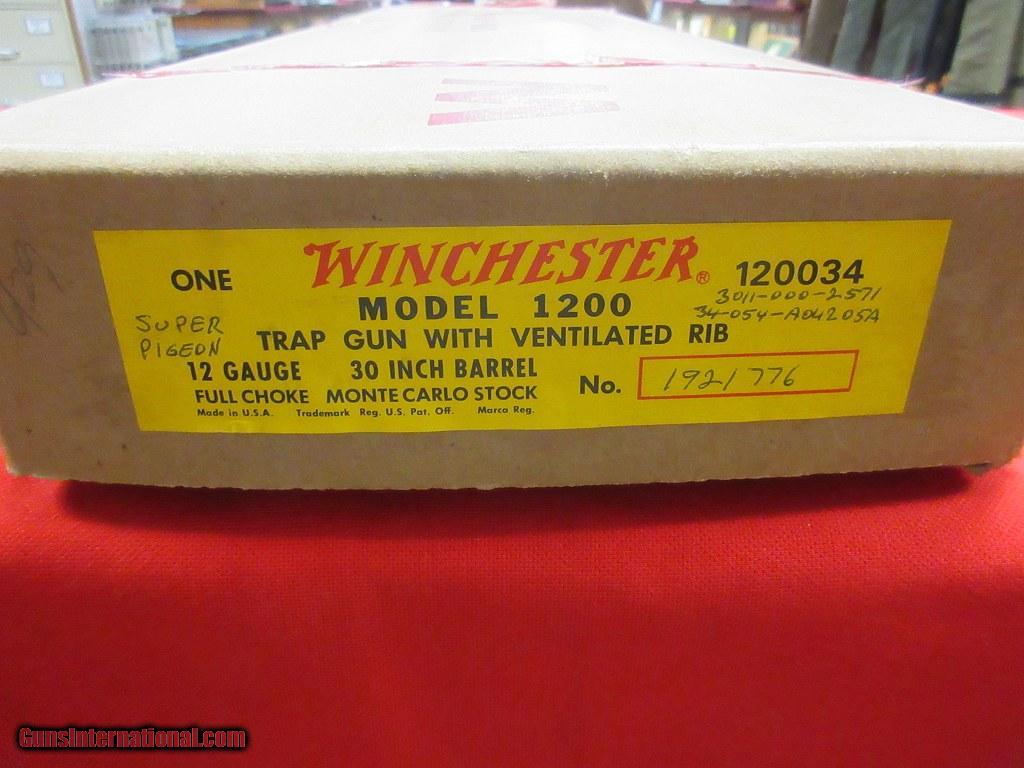 W
ONE WINCHESTER® 120034
MODEL 1200 3011-000-2571
SUPER 34-054-A04205A
PIGEON TRAP GUN WITH VENTILATED RIB
12 GAUGE 30 INCH BARREL
FULL CHOKE MONTE CARLO STOCK No. 1921776
Made in U.S.A. Trademark Reg. U.S. Pat. Off. Marca Reg.
GunsInternational.com